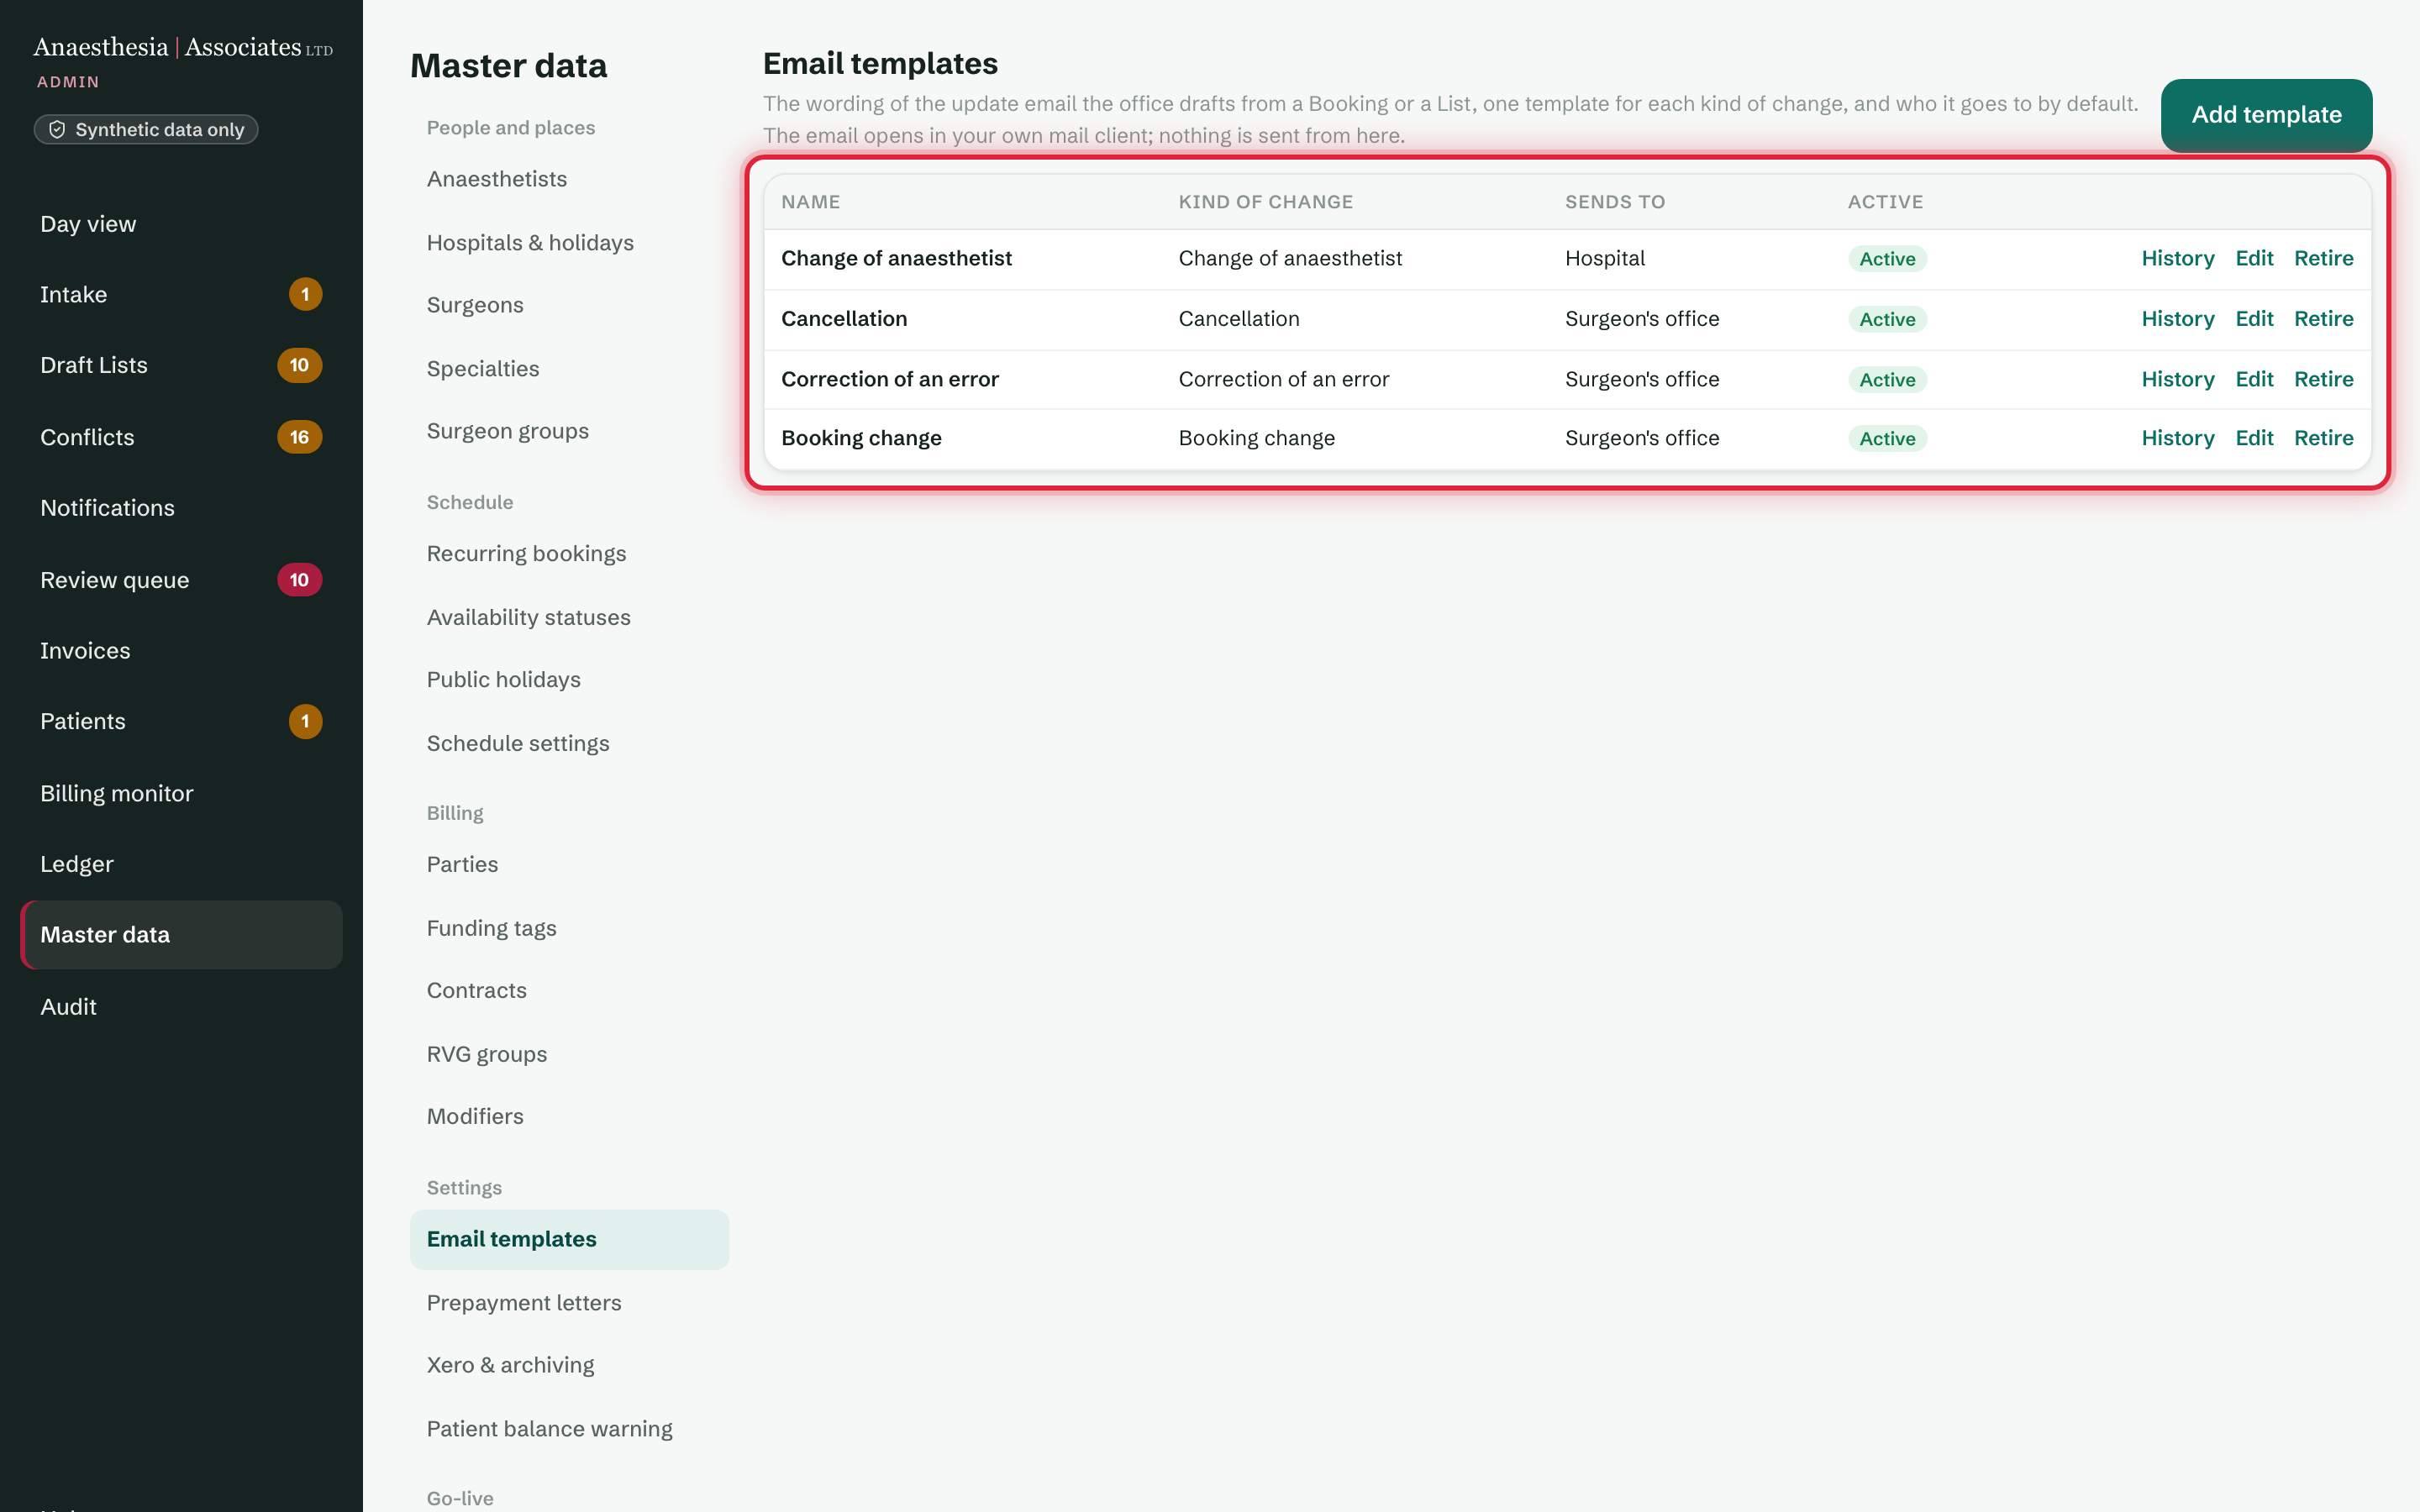 Anaesthesia | Associates LTD
ADMIN
Synthetic data only
Day view
Intake 1
Draft Lists 10
Conflicts 16
Notifications
Review queue 10
Invoices
Patients 1
Billing monitor
Ledger
Master data
Audit
Master data
People and places
Anaesthetists
Hospitals & holidays
Surgeons
Specialties
Surgeon groups
Schedule
Recurring bookings
Availability statuses
Public holidays
Schedule settings
Billing
Parties
Funding tags
Contracts
RVG groups
Modifiers
Settings
Email templates
Prepayment letters
Xero & archiving
Patient balance warning
Go-live
Email templates
The wording of the update email the office drafts from a Booking or a List, one template for each kind of change, and who it goes to by default.
The email opens in your own mail client; nothing is sent from here.
Add template
NAME KIND OF CHANGE SENDS TO ACTIVE
Change of anaesthetist Change of anaesthetist Hospital Active History Edit Retire
Cancellation Cancellation Surgeon's office Active History Edit Retire
Correction of an error Correction of an error Surgeon's office Active History Edit Retire
Booking change Booking change Surgeon's office Active History Edit Retire